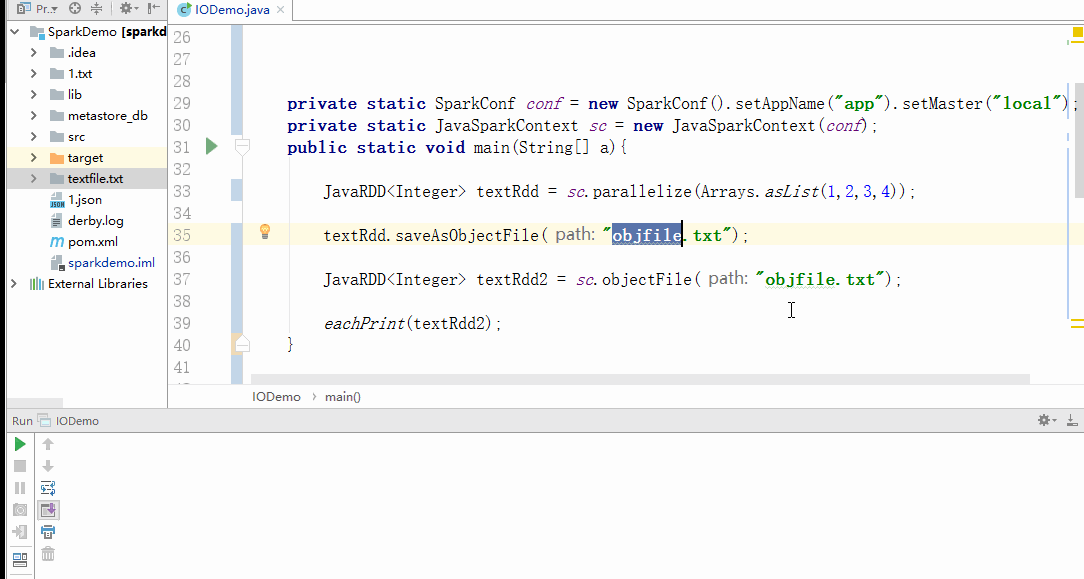 Pr..
IODemo.java
SparkDemo [sparkd
.idea
1.txt
lib
metastore_db
src
target
textfile.txt
1.json
derby.log
pom.xml
sparkdemo.iml
External Libraries
26
27
28
29 private static SparkConf conf = new SparkConf().setAppName("app").setMaster("local");
30 private static JavaSparkContext sc = new JavaSparkContext(conf);
31 public static void main(String[] a){
32
33 JavaRDD<Integer> textRdd = sc.parallelize(Arrays.asList(1,2,3,4));
34
35 textRdd.saveAsObjectFile( path: "objfile.txt");
36
37 JavaRDD<Integer> textRdd2 = sc.objectFile( path: "objfile.txt");
38
39 eachPrint(textRdd2);
40 }
41
IODemo › main()
Run IODemo